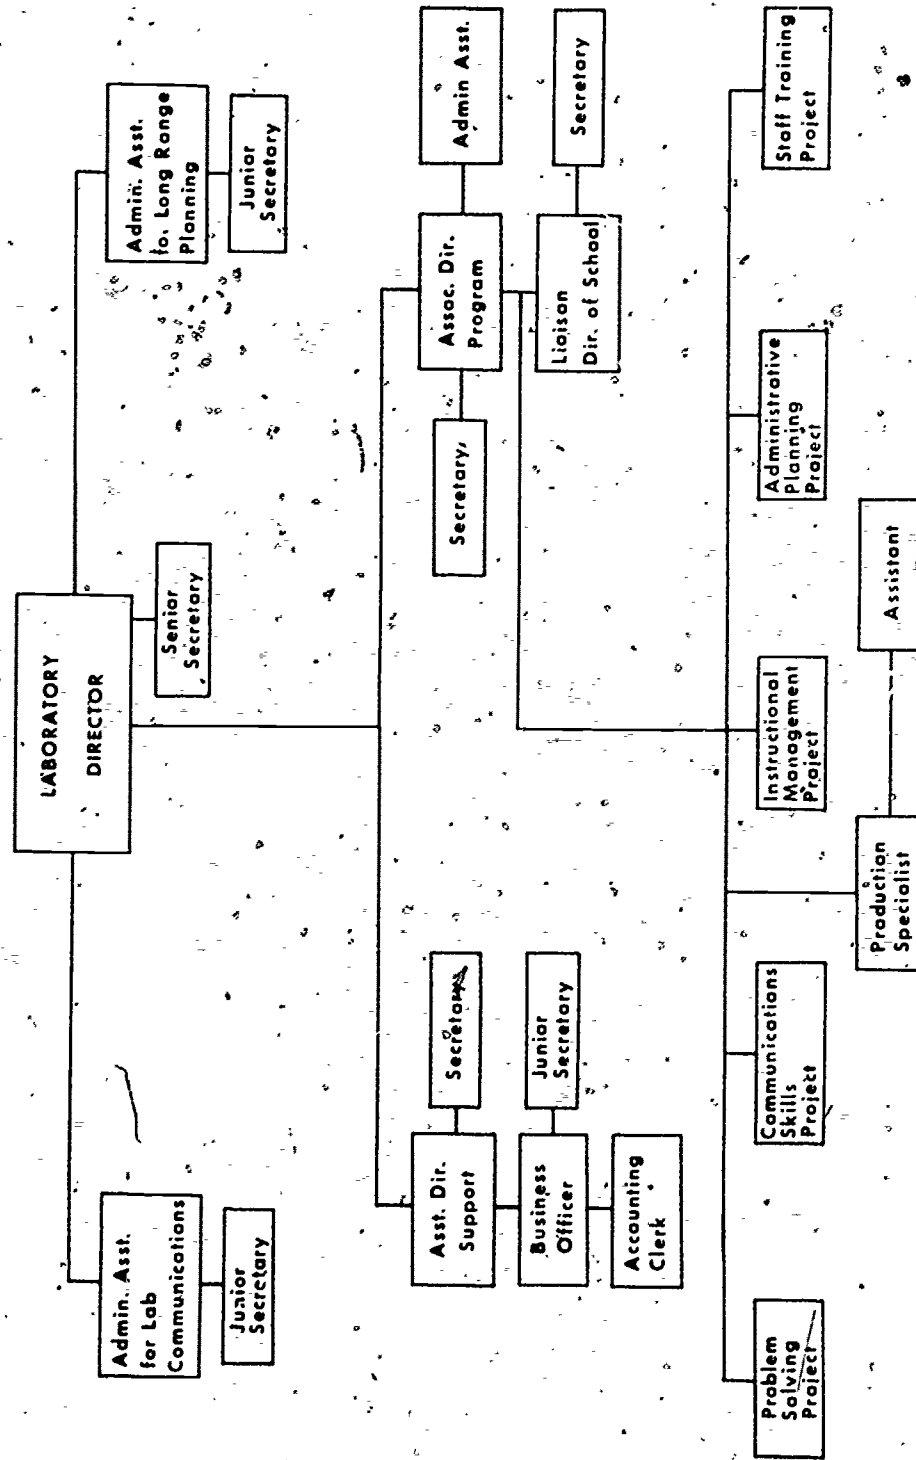 LABORATORY
DIRECTOR
Senior
Secretary
Admin. Asst.
for Lab
Communications
Junior
Secretary
Admin. Asst.
for Long Range
Planning
Junior
Secretary
Asst. Dir.
Support
Secretary
Business
Officer
Junior
Secretary
Accounting
Clerk
Secretary
Assoc. Dir.
Program
Admin Asst.
Liaison
Dir. of School
Secretary
Problem
Solving
Project
Communications
Skills
Project
Instructional
Management
Project
Administrative
Planning
Project
Staff Training
Project
Production
Specialist
Assistant